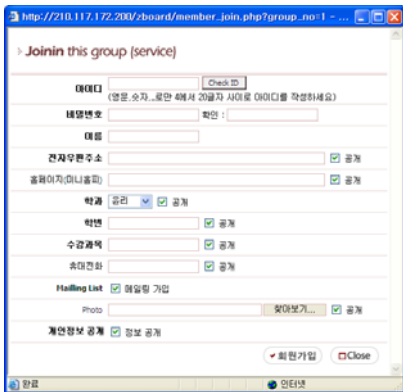 http://210.117.172.200/zboard/member_join.php?group_no=1 - ...
Joinin this group (service)
아이디 Check ID
(영문,숫자,_로만 4에서 20글자 사이로 아이디를 작성하세요)
비밀번호 확인 :
이름
전자우편주소 공개
홈페이지(미니홈피) 공개
학과 윤리 공개
학번 공개
수강과목 공개
휴대전화 공개
Mailing List 메일링 가입
Photo 찾아보기... 공개
개인정보 공개 정보 공개
회원가입 Close
완료 인터넷